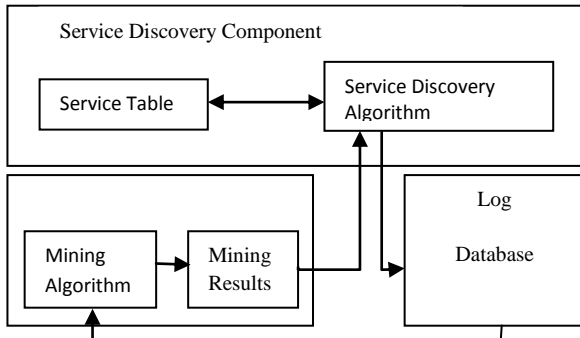 Service Discovery Component
Service Table
Service Discovery
Algorithm
Mining
Algorithm
Mining
Results
Log
Database